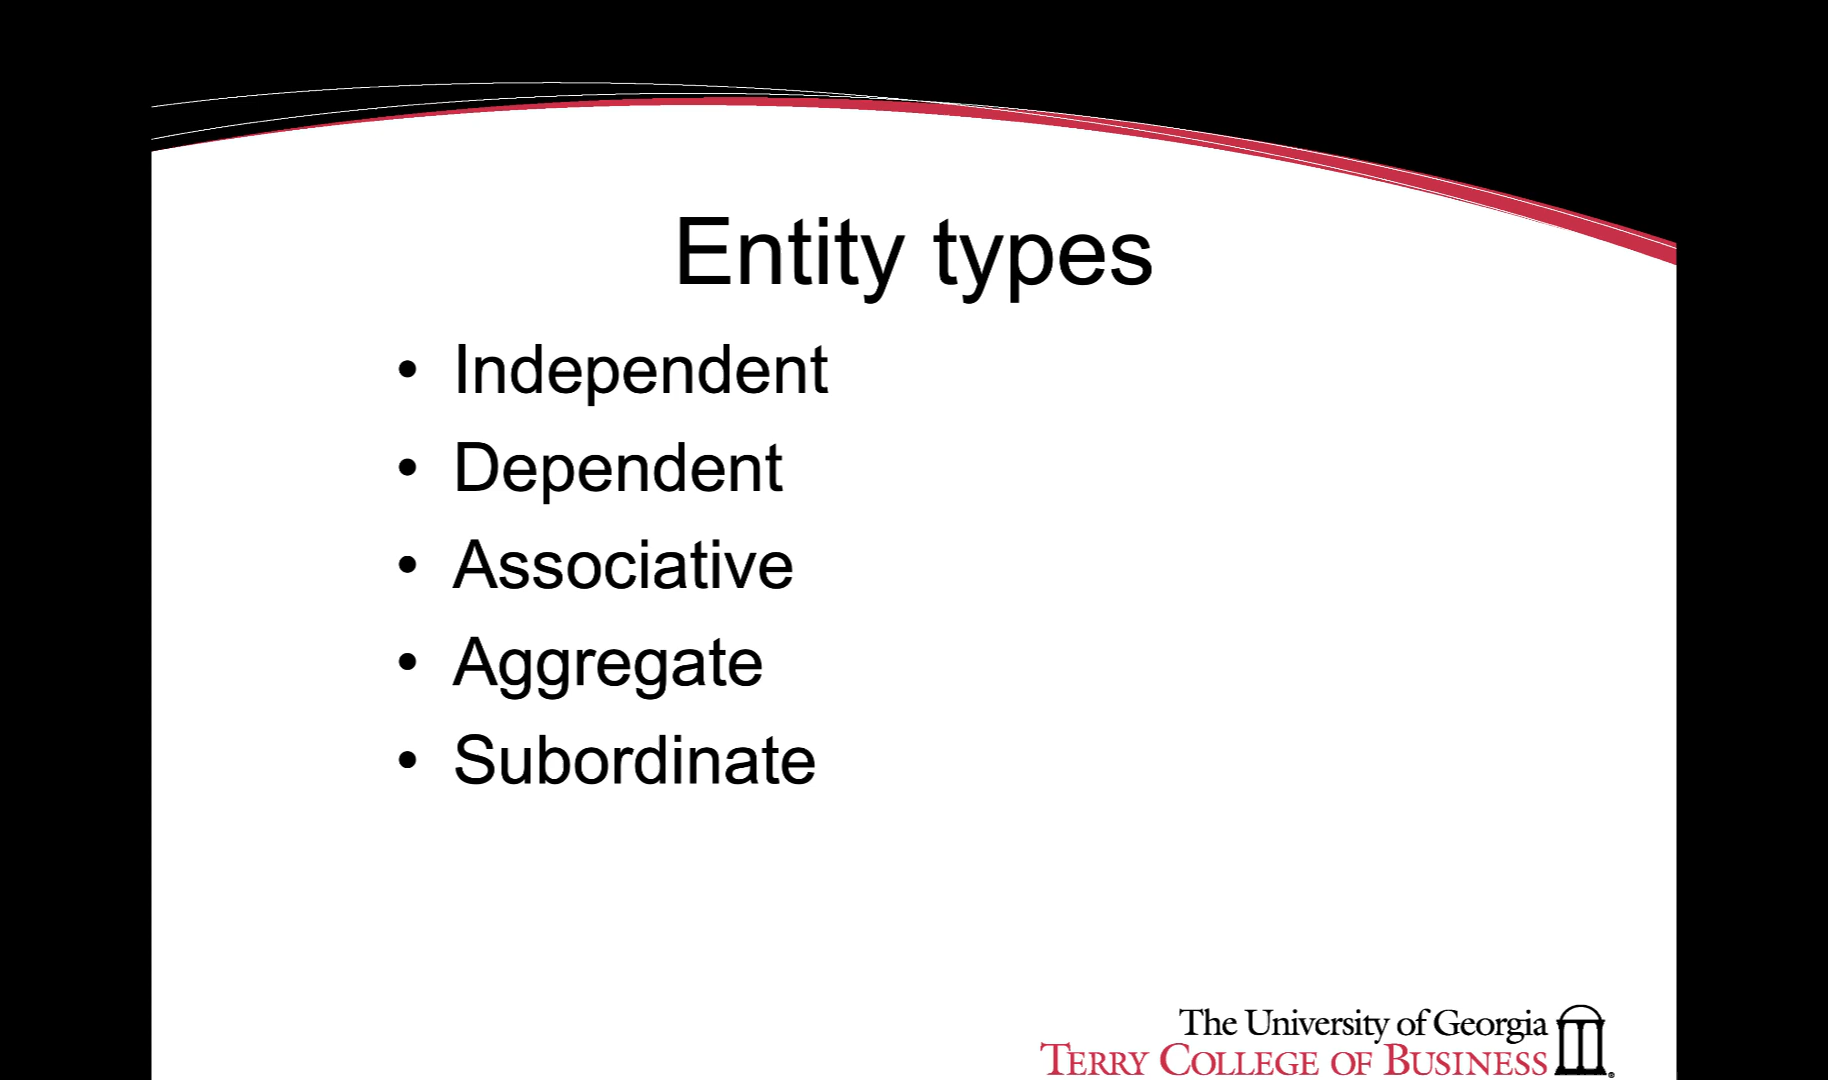 Entity types
• Independent
• Dependent
• Associative
• Aggregate
• Subordinate
The University of Georgia
TERRY COLLEGE OF BUSINESS